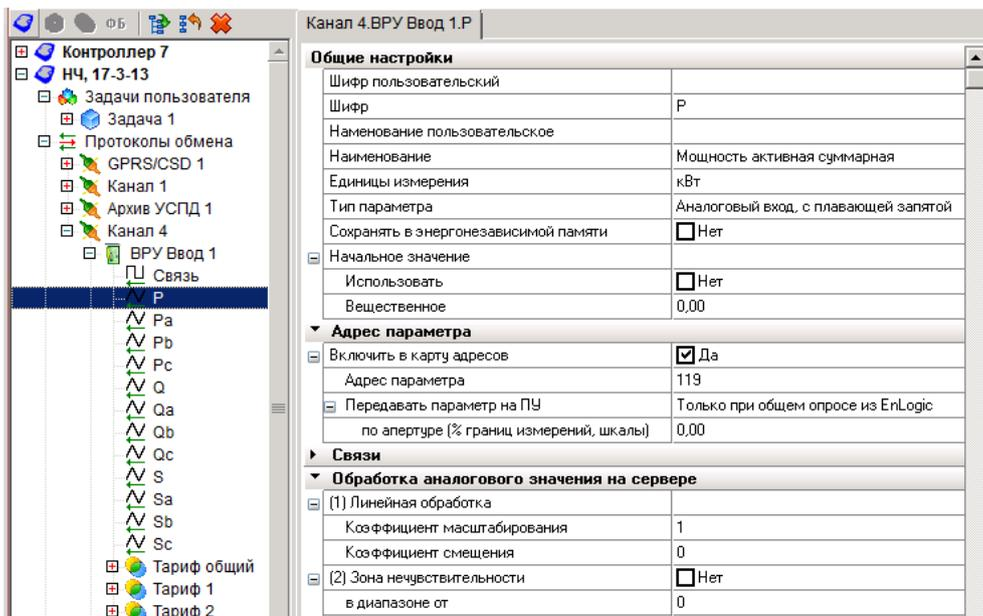 ФБ
Контроллер 7
НЧ, 17-3-13
Задачи пользователя
Задача 1
Протоколы обмена
GPRS/CSD 1
Канал 1
Архив УСПД 1
Канал 4
ВРУ Ввод 1
Связь
P
Pa
Pb
Pc
Q
Qa
Qb
Qc
S
Sa
Sb
Sc
Тариф общий
Тариф 1
Тариф 2
Канал 4.ВРУ Ввод 1.P
Общие настройки
Шифр пользовательский
Шифр P
Наменование пользовательское
Наименование Мощность активная суммарная
Единицы измерения кВт
Тип параметра Аналоговый вход, с плавающей запятой
Сохранять в энергонезависимой памяти Нет
Начальное значение
Использовать Нет
Вещественное 0,00
Адрес параметра
Включить в карту адресов Да
Адрес параметра 119
Передавать параметр на ПУ Только при общем опросе из EnLogic
по апертуре (% границ измерений, шкалы) 0,00
Связи
Обработка аналогового значения на сервере
(1) Линейная обработка
Коэффициент масштабирования 1
Коэффициент смещения 0
(2) Зона нечувствительности Нет
в диапазоне от 0